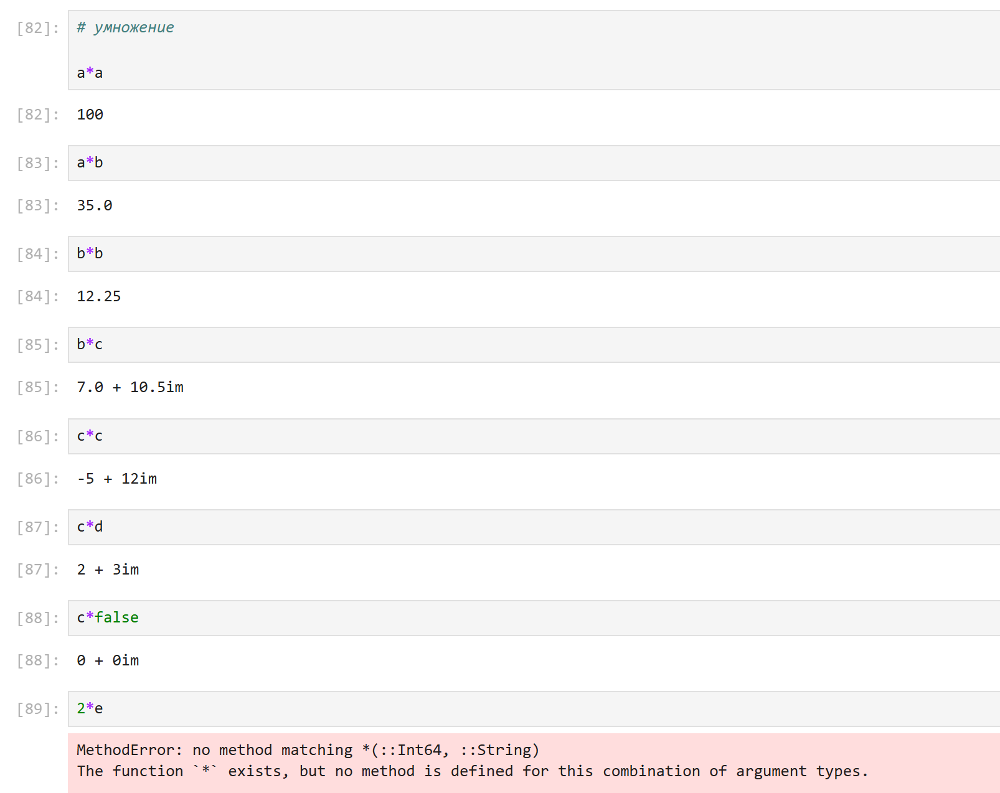 [82]: # умножение
a*a
[82]: 100
[83]: a*b
[83]: 35.0
[84]: b*b
[84]: 12.25
[85]: b*c
[85]: 7.0 + 10.5im
[86]: c*c
[86]: -5 + 12im
[87]: c*d
[87]: 2 + 3im
[88]: c*false
[88]: 0 + 0im
[89]: 2*e
MethodError: no method matching *(::Int64, ::String)
The function `*` exists, but no method is defined for this combination of argument types.